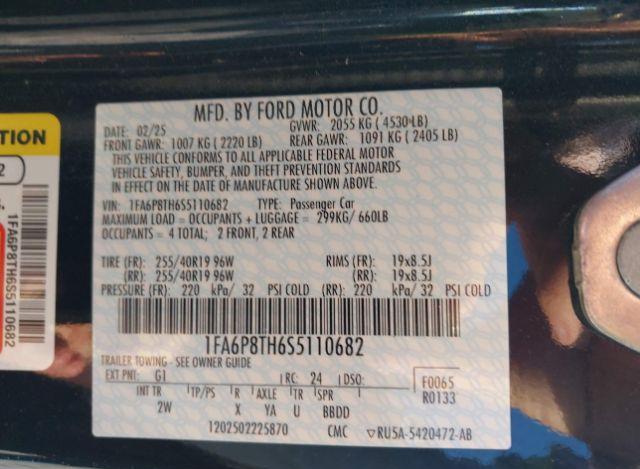 TION
2
1FA6P8TH6S5110682
MFD. BY FORD MOTOR CO.
DATE: 02/25 GVWR: 2055 KG ( 4530 LB)
FRONT GAWR: 1007 KG ( 2220 LB) REAR GAWR: 1091 KG ( 2405 LB)
THIS VEHICLE CONFORMS TO ALL APPLICABLE FEDERAL MOTOR
VEHICLE SAFETY, BUMPER, AND THEFT PREVENTION STANDARDS
IN EFFECT ON THE DATE OF MANUFACTURE SHOWN ABOVE.
VIN: 1FA6P8TH6S5110682 TYPE: Passenger Car
MAXIMUM LOAD = OCCUPANTS + LUGGAGE = 299KG/ 660LB
OCCUPANTS = 4 TOTAL; 2 FRONT, 2 REAR
TIRE (FR): 255/40R19 96W RIMS (FR): 19x8.5J
(RR): 255/40R19 96W (RR): 19x8.5J
PRESSURE (FR): 220 kPa/ 32 PSI COLD (RR): 220 kPa/ 32 PSI COLD
1FA6P8TH6S5110682
TRAILER TOWING - SEE OWNER GUIDE
EXT PNT: G1 RC: 24 DSO: F0065
INT TR TP/PS R AXLE TR SPR R0133
2W X YA U BBDD
1202502225870 CMC ▽RU5A-5420472-AB